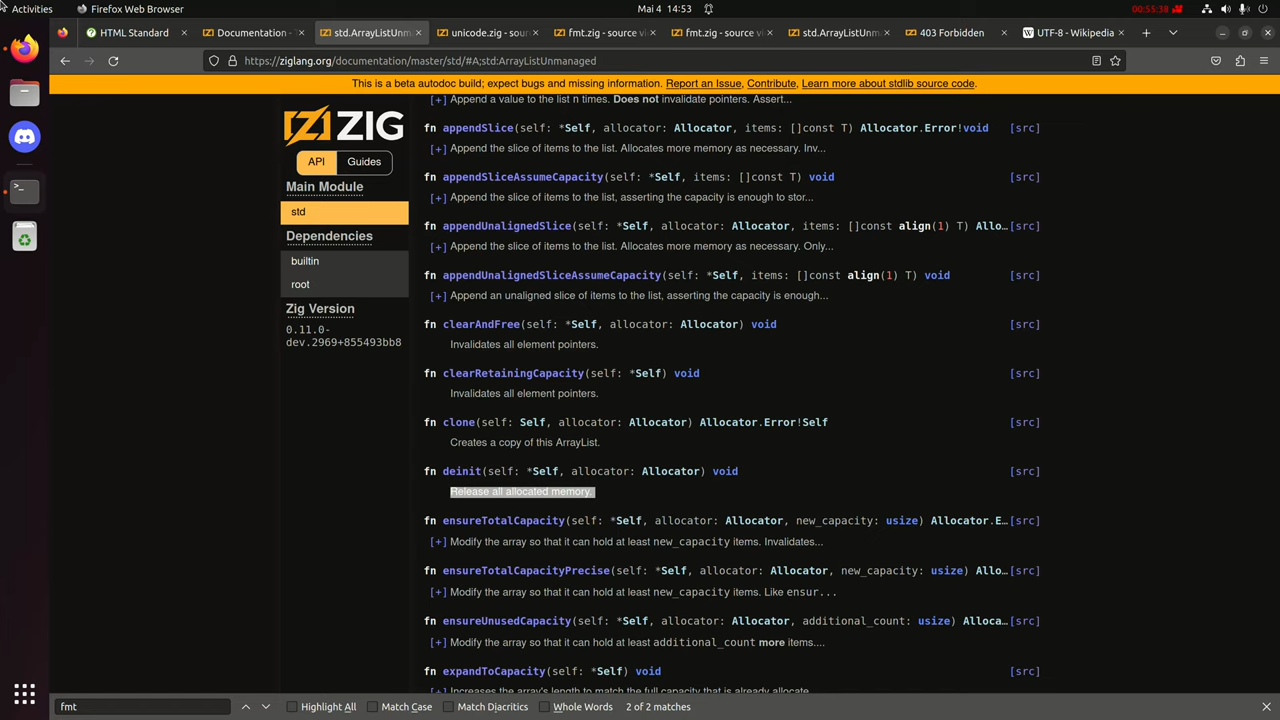 Activities
Firefox Web Browser
Mai 4 14:53
00:55:38
HTML Standard
Documentation -
std.ArrayListUnm
unicode.zig - sour
fmt.zig - source vi
fmt.zig - source v
std.ArrayListUnm
403 Forbidden
UTF-8 - Wikipedia
https://ziglang.org/documentation/master/std/#A;std:ArrayListUnmanaged
This is a beta autodoc build; expect bugs and missing information. Report an Issue, Contribute, Learn more about stdlib source code.
ZIG
API
Guides
Main Module
std
Dependencies
builtin
root
Zig Version
0.11.0-
dev.2969+855493bb8
[+] Append a value to the list n times. Does not invalidate pointers. Assert...
fn appendSlice(self: *Self, allocator: Allocator, items: []const T) Allocator.Error!void [src]
[+] Append the slice of items to the list. Allocates more memory as necessary. Inv...
fn appendSliceAssumeCapacity(self: *Self, items: []const T) void [src]
[+] Append the slice of items to the list, asserting the capacity is enough to stor...
fn appendUnalignedSlice(self: *Self, allocator: Allocator, items: []const align(1) T) Allo... [src]
[+] Append the slice of items to the list. Allocates more memory as necessary. Only...
fn appendUnalignedSliceAssumeCapacity(self: *Self, items: []const align(1) T) void [src]
[+] Append an unaligned slice of items to the list, asserting the capacity is enough...
fn clearAndFree(self: *Self, allocator: Allocator) void [src]
Invalidates all element pointers.
fn clearRetainingCapacity(self: *Self) void [src]
Invalidates all element pointers.
fn clone(self: Self, allocator: Allocator) Allocator.Error!Self [src]
Creates a copy of this ArrayList.
fn deinit(self: *Self, allocator: Allocator) void [src]
Release all allocated memory.
fn ensureTotalCapacity(self: *Self, allocator: Allocator, new_capacity: usize) Allocator.E... [src]
[+] Modify the array so that it can hold at least new_capacity items. Invalidates...
fn ensureTotalCapacityPrecise(self: *Self, allocator: Allocator, new_capacity: usize) Allo... [src]
[+] Modify the array so that it can hold at least new_capacity items. Like ensur...
fn ensureUnusedCapacity(self: *Self, allocator: Allocator, additional_count: usize) Alloca... [src]
[+] Modify the array so that it can hold at least additional_count more items....
fn expandToCapacity(self: *Self) void [src]
Increases the array's length to match the full capacity that is already allocate
fmt
Highlight All
Match Case
Match Diacritics
Whole Words
2 of 2 matches